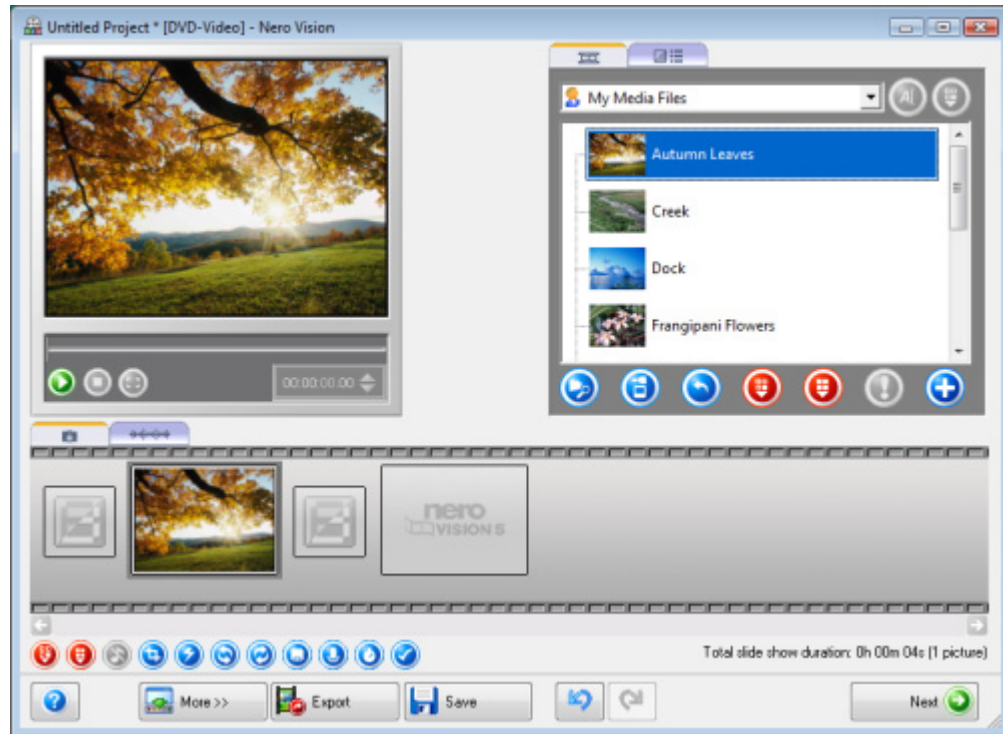 Untitled Project * [DVD-Video] - Nero Vision
My Media Files
Autumn Leaves
Creek
Dock
Frangipani Flowers
00:00:00.00
nero
VISION 5
Total slide show duration: 0h 00m 04s (1 picture)
More >>
Export
Save
Next